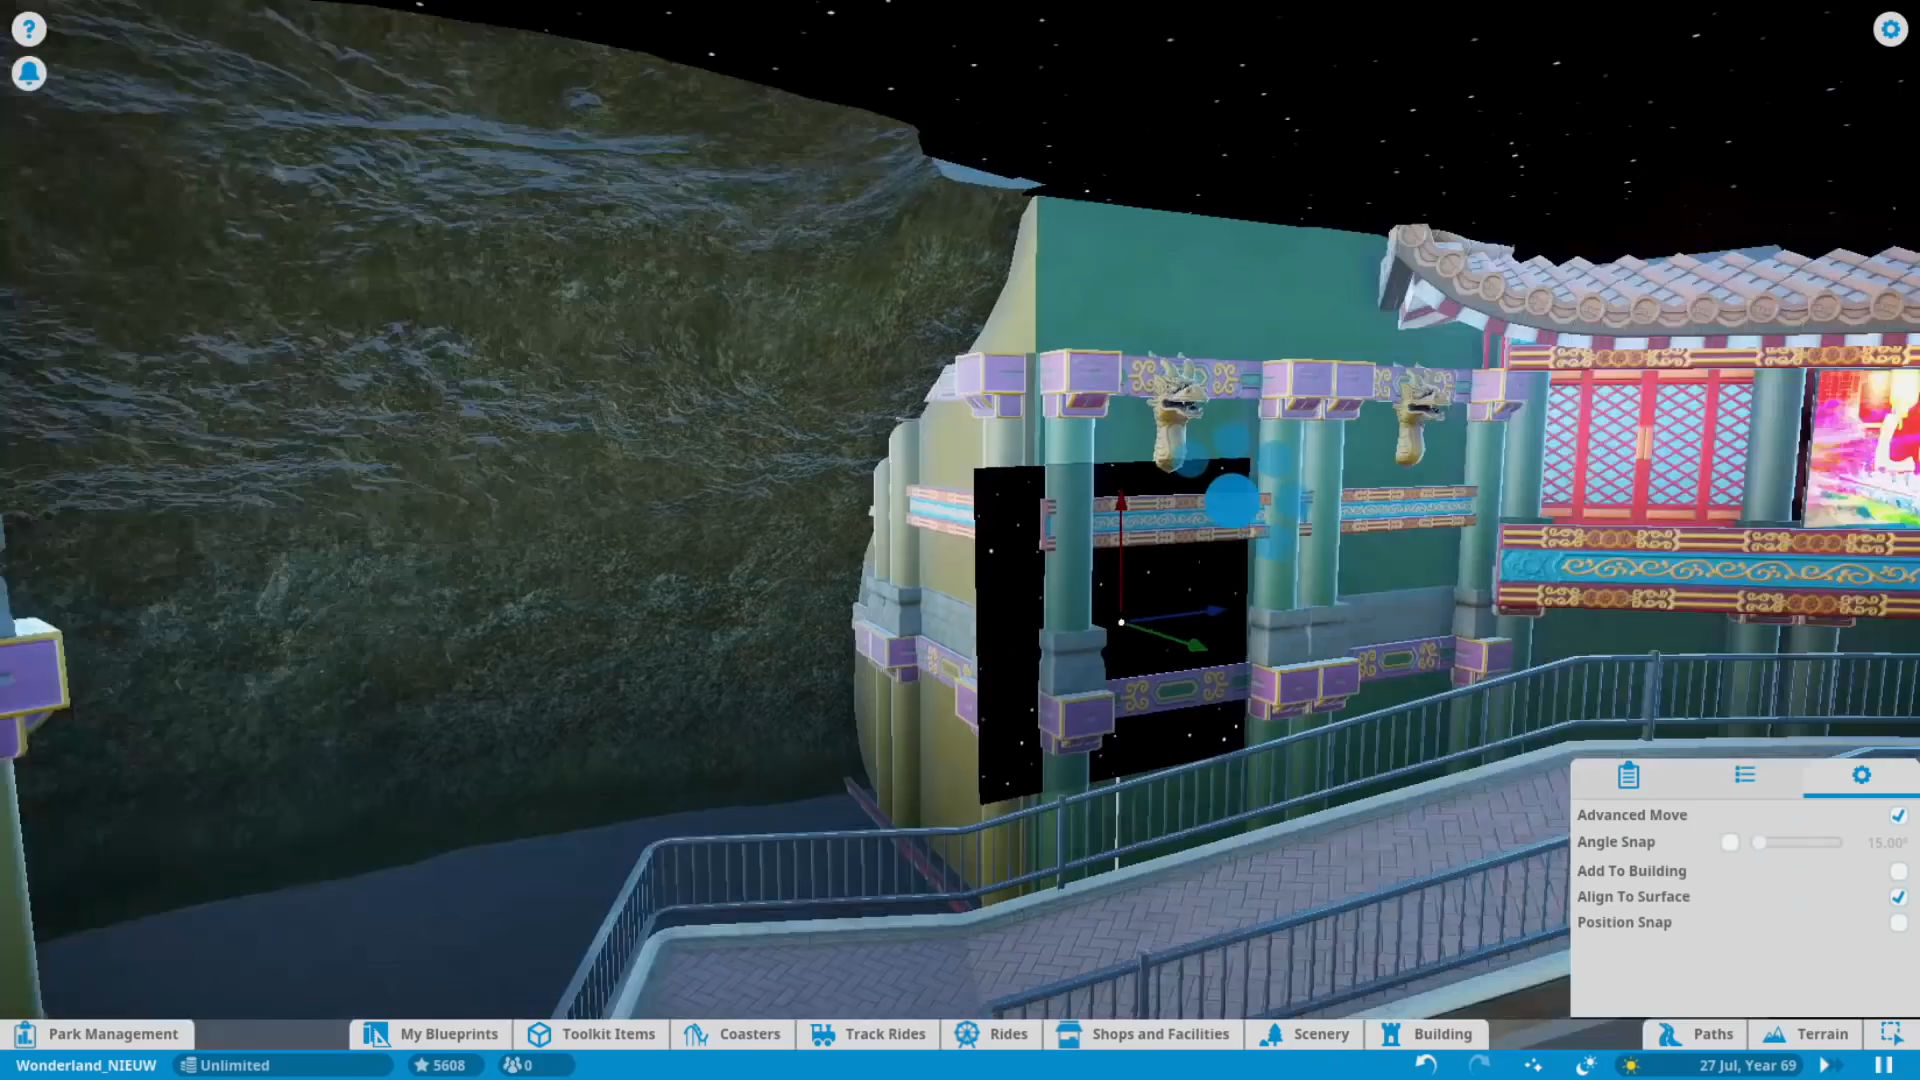 ?
Advanced Move
Angle Snap 15.00°
Add To Building
Align To Surface
Position Snap
Park Management
My Blueprints
Toolkit Items
Coasters
Track Rides
Rides
Shops and Facilities
Scenery
Building
Paths
Terrain
Wonderland_NIEUW
Unlimited
5608
0
27 Jul, Year 69